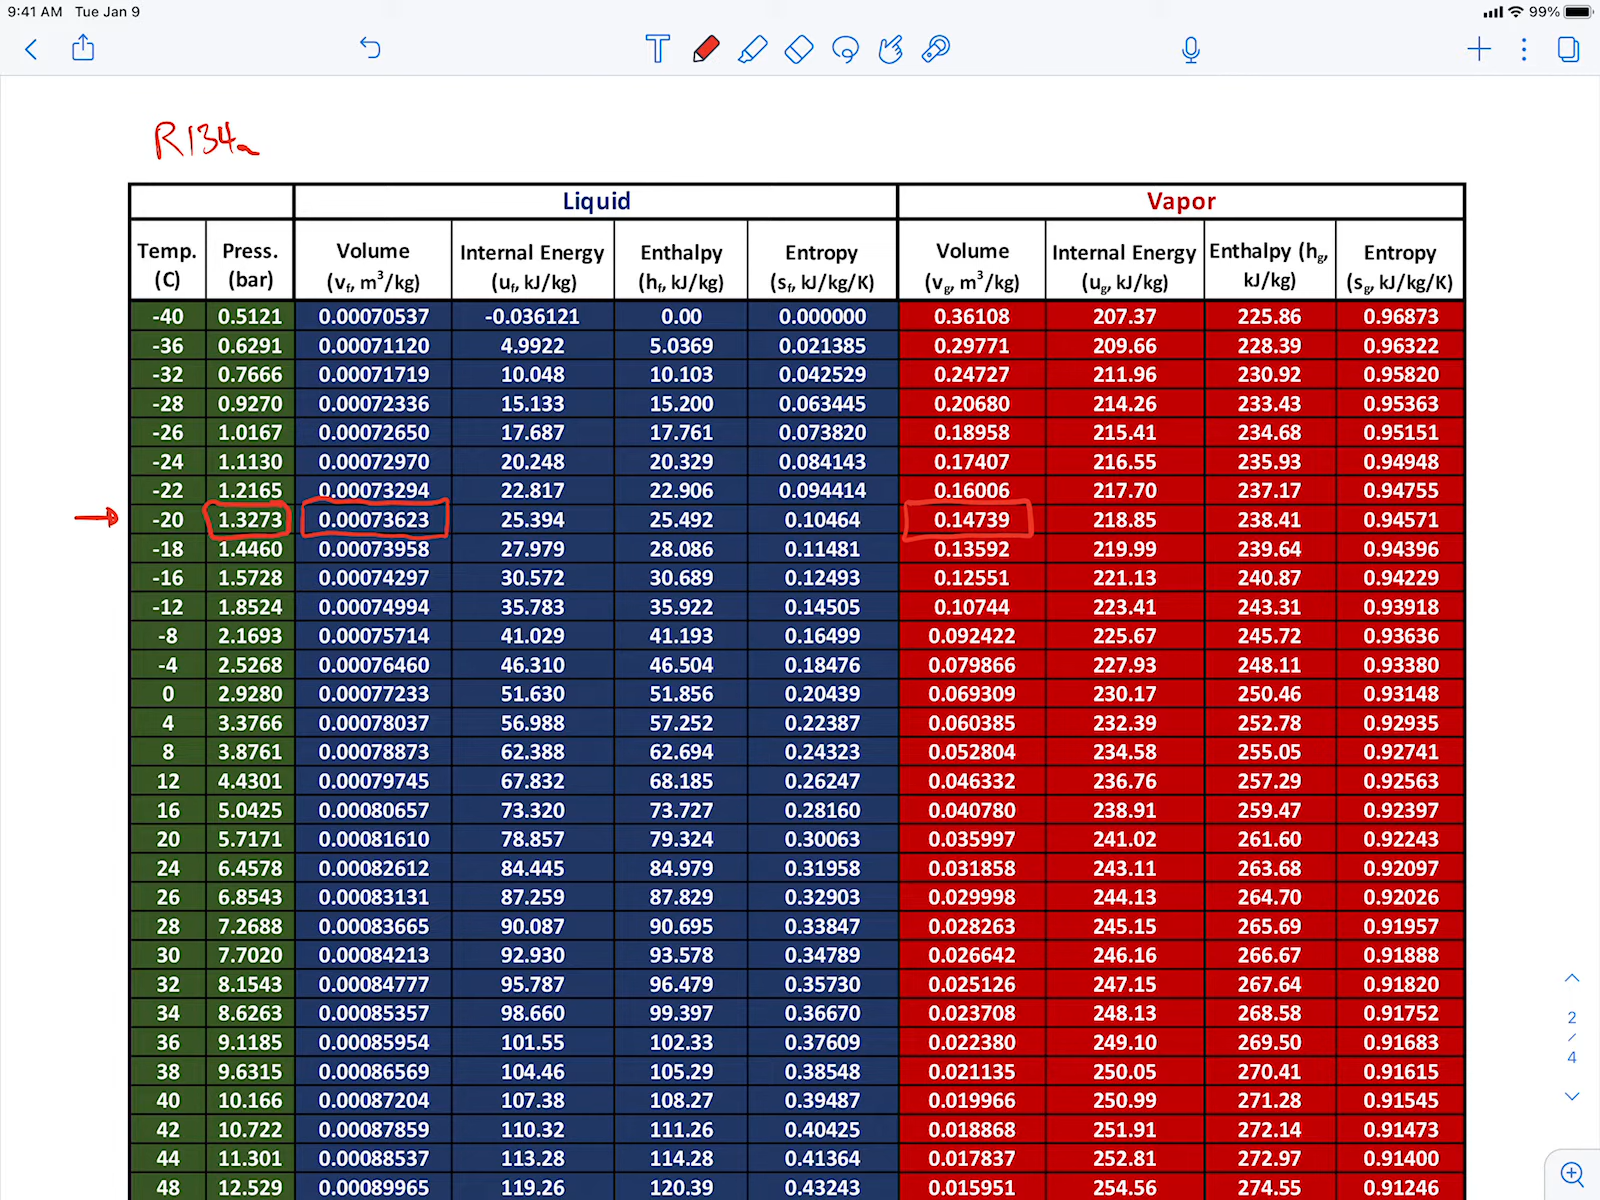 9:41 AM Tue Jan 9 99%
R134a
Liquid Vapor
Temp. (C) Press. (bar) Volume (vf, m³/kg) Internal Energy (uf, kJ/kg) Enthalpy (hf, kJ/kg) Entropy (sf, kJ/kg/K) Volume (vg, m³/kg) Internal Energy (ug, kJ/kg) Enthalpy (hg, kJ/kg) Entropy (sg, kJ/kg/K)
-40 0.5121 0.00070537 -0.036121 0.00 0.000000 0.36108 207.37 225.86 0.96873
-36 0.6291 0.00071120 4.9922 5.0369 0.021385 0.29771 209.66 228.39 0.96322
-32 0.7666 0.00071719 10.048 10.103 0.042529 0.24727 211.96 230.92 0.95820
-28 0.9270 0.00072336 15.133 15.200 0.063445 0.20680 214.26 233.43 0.95363
-26 1.0167 0.00072650 17.687 17.761 0.073820 0.18958 215.41 234.68 0.95151
-24 1.1130 0.00072970 20.248 20.329 0.084143 0.17407 216.55 235.93 0.94948
-22 1.2165 0.00073294 22.817 22.906 0.094414 0.16006 217.70 237.17 0.94755
-20 1.3273 0.00073623 25.394 25.492 0.10464 0.14739 218.85 238.41 0.94571
-18 1.4460 0.00073958 27.979 28.086 0.11481 0.13592 219.99 239.64 0.94396
-16 1.5728 0.00074297 30.572 30.689 0.12493 0.12551 221.13 240.87 0.94229
-12 1.8524 0.00074994 35.783 35.922 0.14505 0.10744 223.41 243.31 0.93918
-8 2.1693 0.00075714 41.029 41.193 0.16499 0.092422 225.67 245.72 0.93636
-4 2.5268 0.00076460 46.310 46.504 0.18476 0.079866 227.93 248.11 0.93380
0 2.9280 0.00077233 51.630 51.856 0.20439 0.069309 230.17 250.46 0.93148
4 3.3766 0.00078037 56.988 57.252 0.22387 0.060385 232.39 252.78 0.92935
8 3.8761 0.00078873 62.388 62.694 0.24323 0.052804 234.58 255.05 0.92741
12 4.4301 0.00079745 67.832 68.185 0.26247 0.046332 236.76 257.29 0.92563
16 5.0425 0.00080657 73.320 73.727 0.28160 0.040780 238.91 259.47 0.92397
20 5.7171 0.00081610 78.857 79.324 0.30063 0.035997 241.02 261.60 0.92243
24 6.4578 0.00082612 84.445 84.979 0.31958 0.031858 243.11 263.68 0.92097
26 6.8543 0.00083131 87.259 87.829 0.32903 0.029998 244.13 264.70 0.92026
28 7.2688 0.00083665 90.087 90.695 0.33847 0.028263 245.15 265.69 0.91957
30 7.7020 0.00084213 92.930 93.578 0.34789 0.026642 246.16 266.67 0.91888
32 8.1543 0.00084777 95.787 96.479 0.35730 0.025126 247.15 267.64 0.91820
34 8.6263 0.00085357 98.660 99.397 0.36670 0.023708 248.13 268.58 0.91752
36 9.1185 0.00085954 101.55 102.33 0.37609 0.022380 249.10 269.50 0.91683
38 9.6315 0.00086569 104.46 105.29 0.38548 0.021135 250.05 270.41 0.91615
40 10.166 0.00087204 107.38 108.27 0.39487 0.019966 250.99 271.28 0.91545
42 10.722 0.00087859 110.32 111.26 0.40425 0.018868 251.91 272.14 0.91473
44 11.301 0.00088537 113.28 114.28 0.41364 0.017837 252.81 272.97 0.91400
48 12.529 0.00089965 119.26 120.39 0.43243 0.015951 254.56 274.55 0.91246
2 / 4